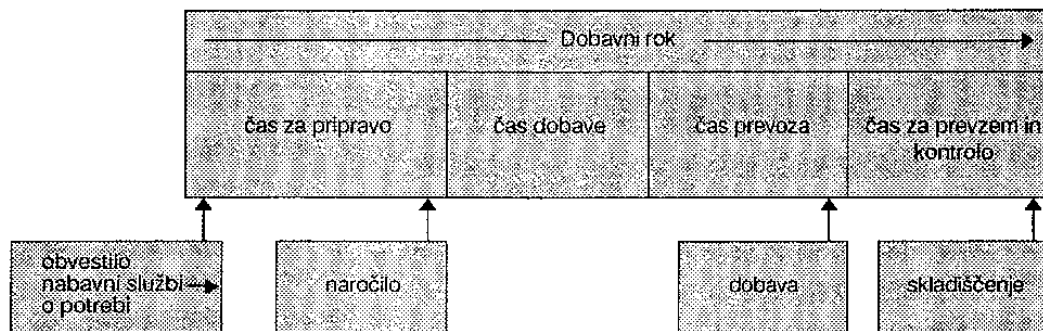 Dobavni rok
čas za pripravo
čas dobave
čas prevoza
čas za prevzem in
kontrolo
obvestilo
nabavni službi
o potrebi
naročilo
dobava
skladiščenje